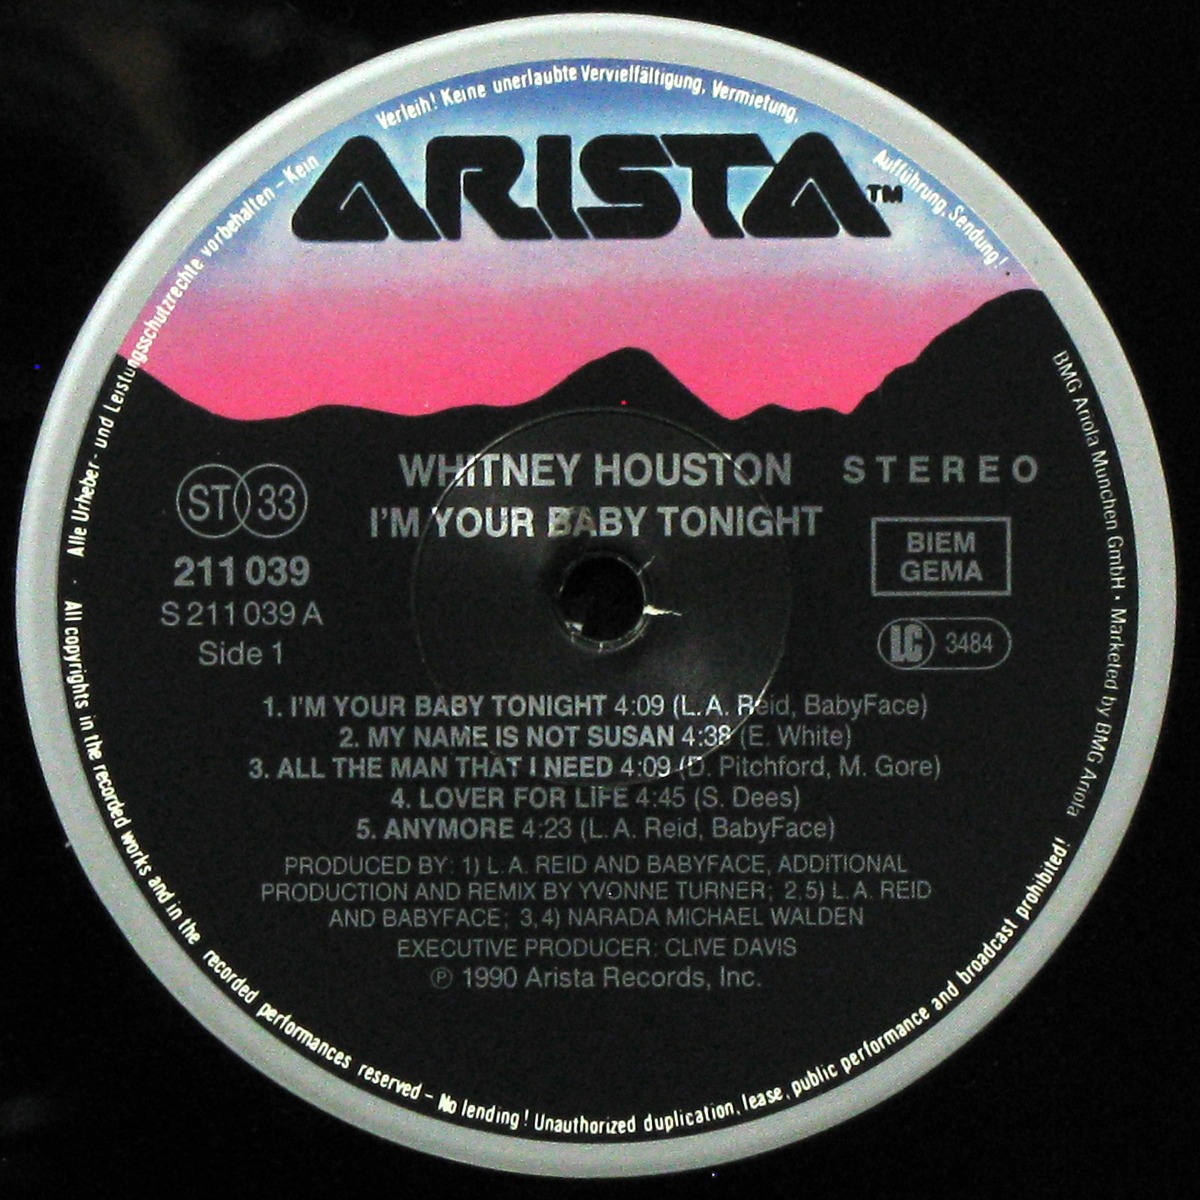 Alle Urheber- und Leistungsschutzrechte vorbehalten – Kein Verleih! Keine unerlaubte Vervielfältigung, Vermietung, Aufführung, Sendung!
ARISTA™
WHITNEY HOUSTON
I'M YOUR BABY TONIGHT
ST 33
211 039
S 211 039 A
Side 1
STEREO
BIEM
GEMA
LC 3484
1. I'M YOUR BABY TONIGHT 4:09 (L. A. Reid, BabyFace)
2. MY NAME IS NOT SUSAN 4:38 (E. White)
3. ALL THE MAN THAT I NEED 4:09 (D. Pitchford, M. Gore)
4. LOVER FOR LIFE 4:45 (S. Dees)
5. ANYMORE 4:23 (L. A. Reid, BabyFace)
PRODUCED BY: 1) L. A. REID AND BABYFACE, ADDITIONAL
PRODUCTION AND REMIX BY YVONNE TURNER; 2,5) L. A. REID
AND BABYFACE; 3,4) NARADA MICHAEL WALDEN
EXECUTIVE PRODUCER: CLIVE DAVIS
Ⓟ 1990 Arista Records, Inc.
BMG Ariola Munchen GmbH · Marketed by BMG Ariola
· All copyrights in the recorded works and in the recorded performances reserved – No lending! Unauthorized duplication, lease, public performance and broadcast prohibited!